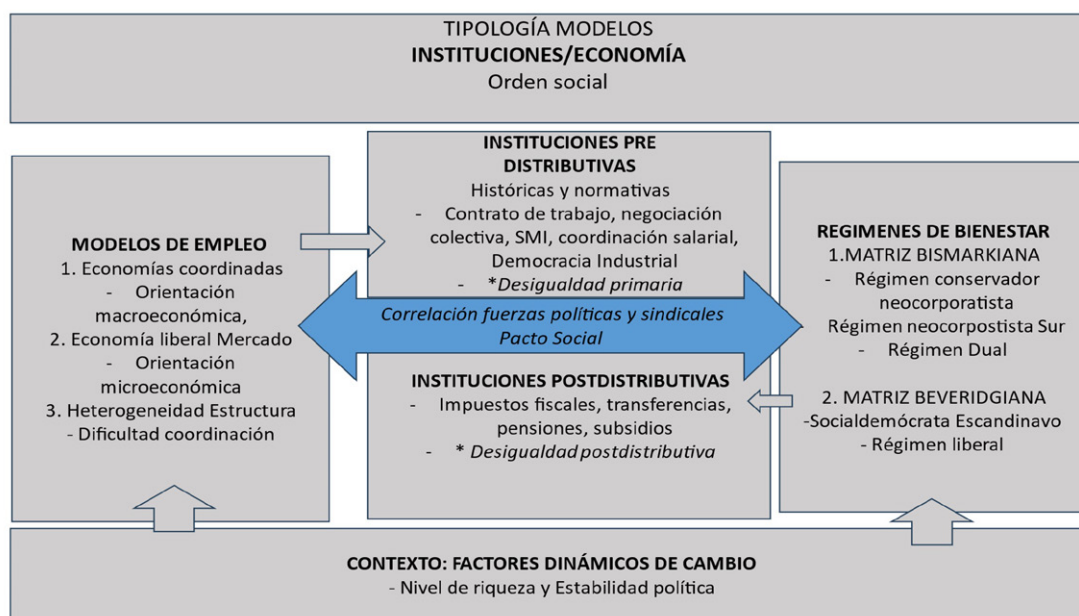 TIPOLOGÍA MODELOS
INSTITUCIONES/ECONOMÍA
Orden social
MODELOS DE EMPLEO
1. Economías coordinadas
- Orientación
macroeconómica,
2. Economía liberal Mercado
- Orientación
microeconómica
3. Heterogeneidad Estructura
- Dificultad coordinación
INSTITUCIONES PRE
DISTRIBUTIVAS
Históricas y normativas
- Contrato de trabajo, negociación
colectiva, SMI, coordinación salarial,
Democracia Industrial
- *Desigualdad primaria
Correlación fuerzas políticas y sindicales
Pacto Social
INSTITUCIONES POSTDISTRIBUTIVAS
- Impuestos fiscales, transferencias,
pensiones, subsidios
- * Desigualdad postdistributiva
REGIMENES DE BIENESTAR
1.MATRIZ BISMARKIANA
- Régimen conservador
neocorporatista
Régimen neocorpostista Sur
- Régimen Dual
2. MATRIZ BEVERIDGIANA
-Socialdemócrata Escandinavo
- Régimen liberal
CONTEXTO: FACTORES DINÁMICOS DE CAMBIO
- Nivel de riqueza y Estabilidad política